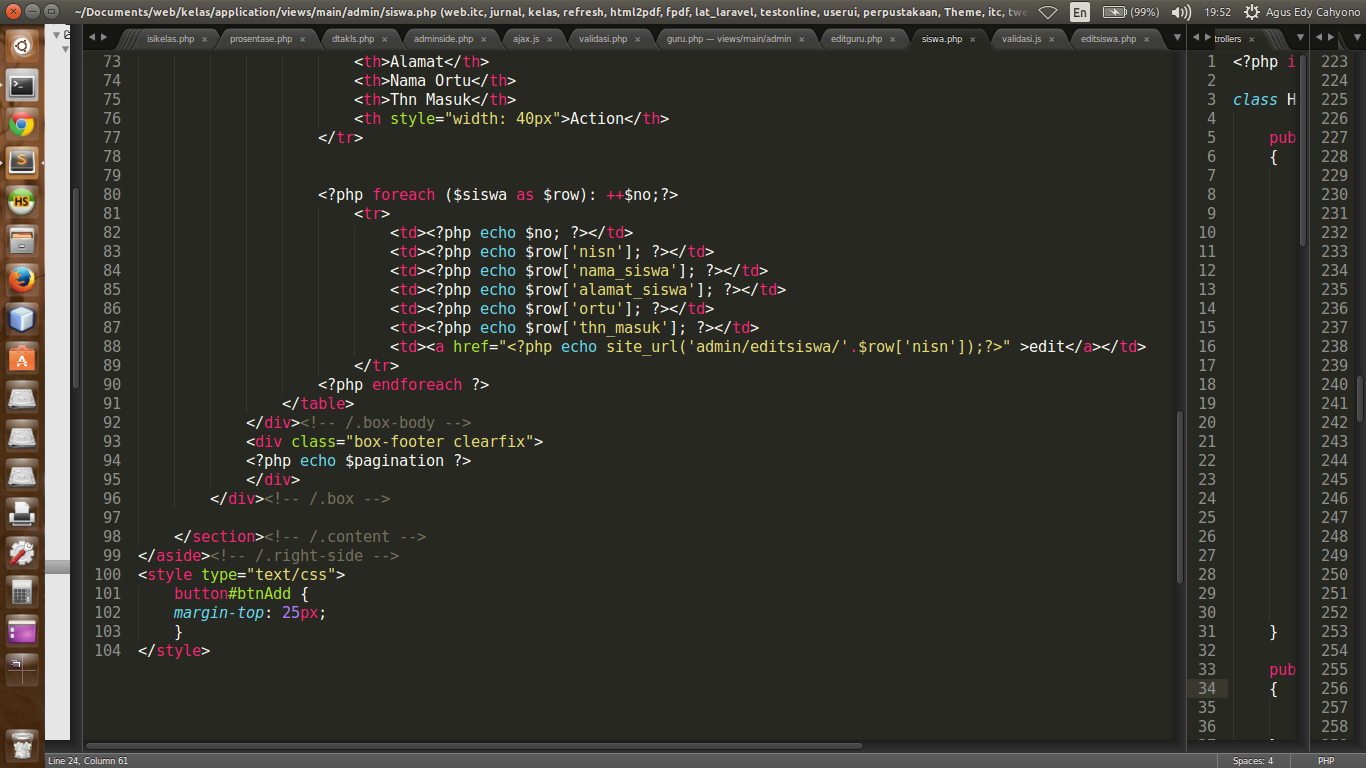 ~/Documents/web/kelas/application/views/main/admin/siswa.php (web.itc, jurnal, kelas, refresh, html2pdf, fpdf, lat_laravel, testonline, userui, perpustakaan, Theme, itc, twe
En (99%) 19:52 Agus Edy Cahyono
isikelas.php × prosentase.php × dtakls.php × adminside.php × ajax.js × validasi.php × guru.php — views/main/admin × editguru.php × siswa.php × validasi.js × editsiswa.php × trollers ×
73 <th>Alamat</th>
74 <th>Nama Ortu</th>
75 <th>Thn Masuk</th>
76 <th style="width: 40px">Action</th>
77 </tr>
78
79
80 <?php foreach ($siswa as $row): ++$no;?>
81 <tr>
82 <td><?php echo $no; ?></td>
83 <td><?php echo $row['nisn']; ?></td>
84 <td><?php echo $row['nama_siswa']; ?></td>
85 <td><?php echo $row['alamat_siswa']; ?></td>
86 <td><?php echo $row['ortu']; ?></td>
87 <td><?php echo $row['thn_masuk']; ?></td>
88 <td><a href="<?php echo site_url('admin/editsiswa/'.$row['nisn']);?>" >edit</a></td>
89 </tr>
90 <?php endforeach ?>
91 </table>
92 </div><!-- /.box-body -->
93 <div class="box-footer clearfix">
94 <?php echo $pagination ?>
95 </div>
96 </div><!-- /.box -->
97
98 </section><!-- /.content -->
99 </aside><!-- /.right-side -->
100 <style type="text/css">
101 button#btnAdd {
102 margin-top: 25px;
103 }
104 </style>
1 <?php i
2
3 class H
4
5 pub
6 {
7
8
9
10
11
12
13
14
15
16
17
18
19
20
21
22
23
24
25
26
27
28
29
30
31 }
32
33 pub
34 {
35
36
223
224
225
226
227
228
229
230
231
232
233
234
235
236
237
238
239
240
241
242
243
244
245
246
247
248
249
250
251
252
253
254
255
256
257
258
Line 24, Column 61 Spaces: 4 PHP